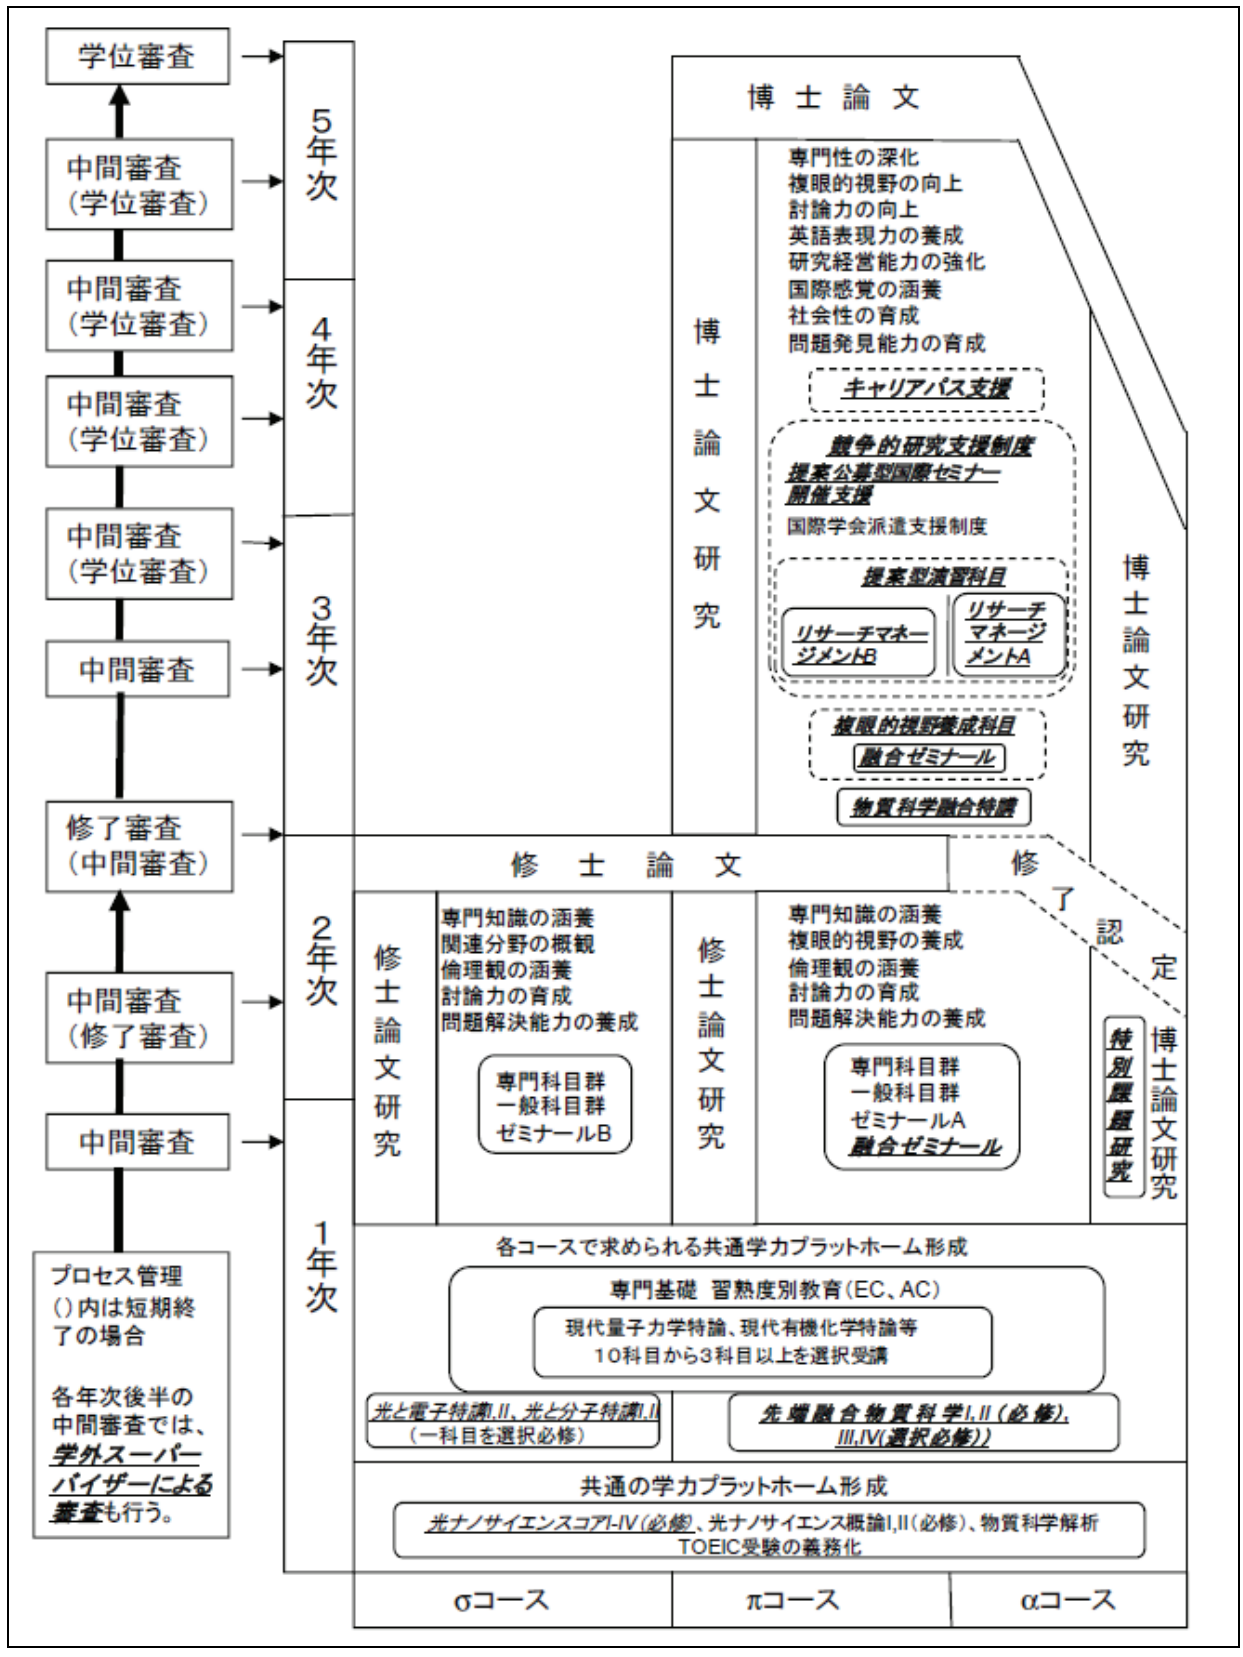 学位審査
中間審査
(学位審査)
中間審査
(学位審査)
中間審査
(学位審査)
中間審査
(学位審査)
中間審査
修了審査
(中間審査)
中間審査
(修了審査)
中間審査
プロセス管理
()内は短期終
了の場合
各年次後半の
中間審査では、
学外スーパー
バイザーによる
審査も行う。
5年次
4年次
3年次
2年次
1年次
博士論文
博士論文研究
専門性の深化
複眼的視野の向上
討論力の向上
英語表現力の養成
研究経営能力の強化
国際感覚の涵養
社会性の育成
問題発見能力の育成
キャリアパス支援
競争的研究支援制度
提案公募型国際セミナー
開催支援
国際学会派遣支援制度
提案型演習科目
リサーチマネー
ジメントB
リサーチ
マネージ
メントA
複眼的視野養成科目
融合ゼミナール
物質科学融合特講
博士論文研究
修士論文
修了認定
修士論文研究
専門知識の涵養
関連分野の概観
倫理観の涵養
討論力の育成
問題解決能力の養成
専門科目群
一般科目群
ゼミナールB
修士論文研究
専門知識の涵養
複眼的視野の養成
倫理観の涵養
討論力の育成
問題解決能力の養成
専門科目群
一般科目群
ゼミナールA
融合ゼミナール
特別課題研究
博士論文研究
各コースで求められる共通学力プラットホーム形成
専門基礎 習熟度別教育(EC、AC)
現代量子力学特論、現代有機化学特論等
10科目から3科目以上を選択受講
光と電子特講I,II、光と分子特講I,II
(一科目を選択必修)
先端融合物質科学I,II(必修),
III,IV(選択必修))
共通の学力プラットホーム形成
光ナノサイエンスコアI-IV(必修)、光ナノサイエンス概論I,II(必修)、物質科学解析
TOEIC受験の義務化
σコース
πコース
αコース